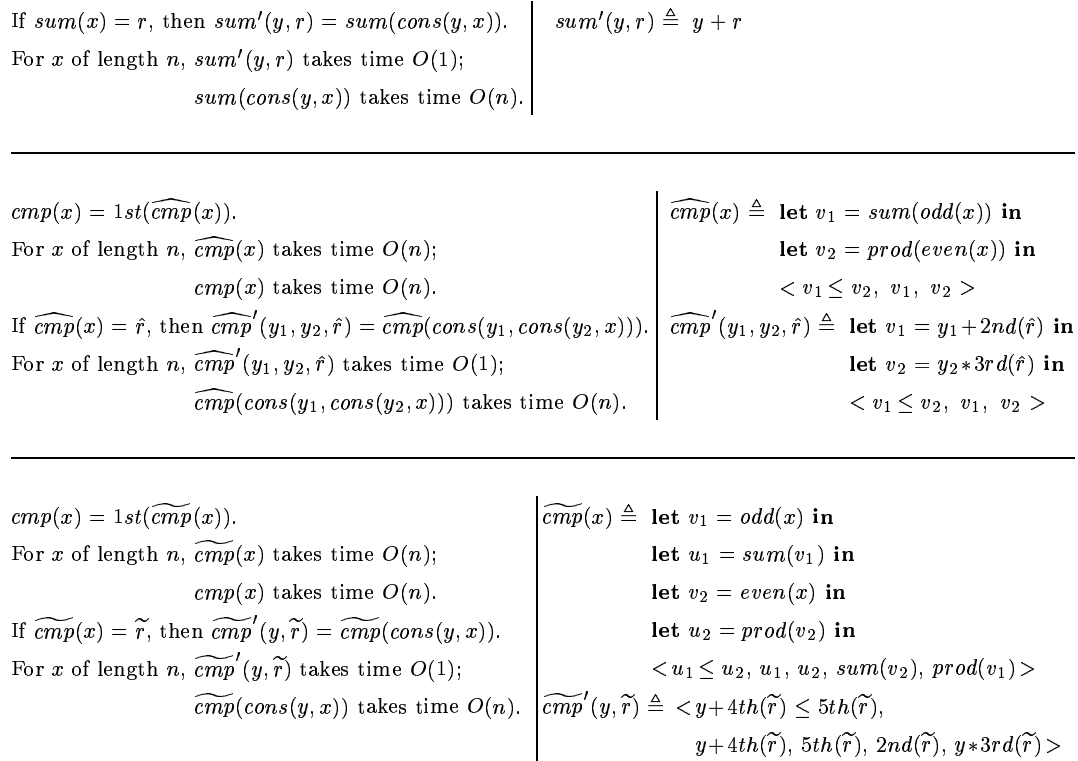 If sum(x) = r, then sum′(y, r) = sum(cons(y, x)).
For x of length n, sum′(y, r) takes time O(1);
sum(cons(y, x)) takes time O(n).
sum′(y, r) ≜ y + r
cmp(x) = 1st(\widehat{cmp}(x)).
For x of length n, \widehat{cmp}(x) takes time O(n);
cmp(x) takes time O(n).
If \widehat{cmp}(x) = r̂, then \widehat{cmp}′(y₁, y₂, r̂) = \widehat{cmp}(cons(y₁, cons(y₂, x))).
For x of length n, \widehat{cmp}′(y₁, y₂, r̂) takes time O(1);
\widehat{cmp}(cons(y₁, cons(y₂, x))) takes time O(n).
\widehat{cmp}(x) ≜ let v₁ = sum(odd(x)) in
let v₂ = prod(even(x)) in
< v₁ ≤ v₂, v₁, v₂ >
\widehat{cmp}′(y₁, y₂, r̂) ≜ let v₁ = y₁ + 2nd(r̂) in
let v₂ = y₂ * 3rd(r̂) in
< v₁ ≤ v₂, v₁, v₂ >
cmp(x) = 1st(\widetilde{cmp}(x)).
For x of length n, \widetilde{cmp}(x) takes time O(n);
cmp(x) takes time O(n).
If \widetilde{cmp}(x) = r̃, then \widetilde{cmp}′(y, r̃) = \widetilde{cmp}(cons(y, x)).
For x of length n, \widetilde{cmp}′(y, r̃) takes time O(1);
\widetilde{cmp}(cons(y, x)) takes time O(n).
\widetilde{cmp}(x) ≜ let v₁ = odd(x) in
let u₁ = sum(v₁) in
let v₂ = even(x) in
let u₂ = prod(v₂) in
< u₁ ≤ u₂, u₁, u₂, sum(v₂), prod(v₁) >
\widetilde{cmp}′(y, r̃) ≜ < y + 4th(r̃) ≤ 5th(r̃),
y + 4th(r̃), 5th(r̃), 2nd(r̃), y * 3rd(r̃) >